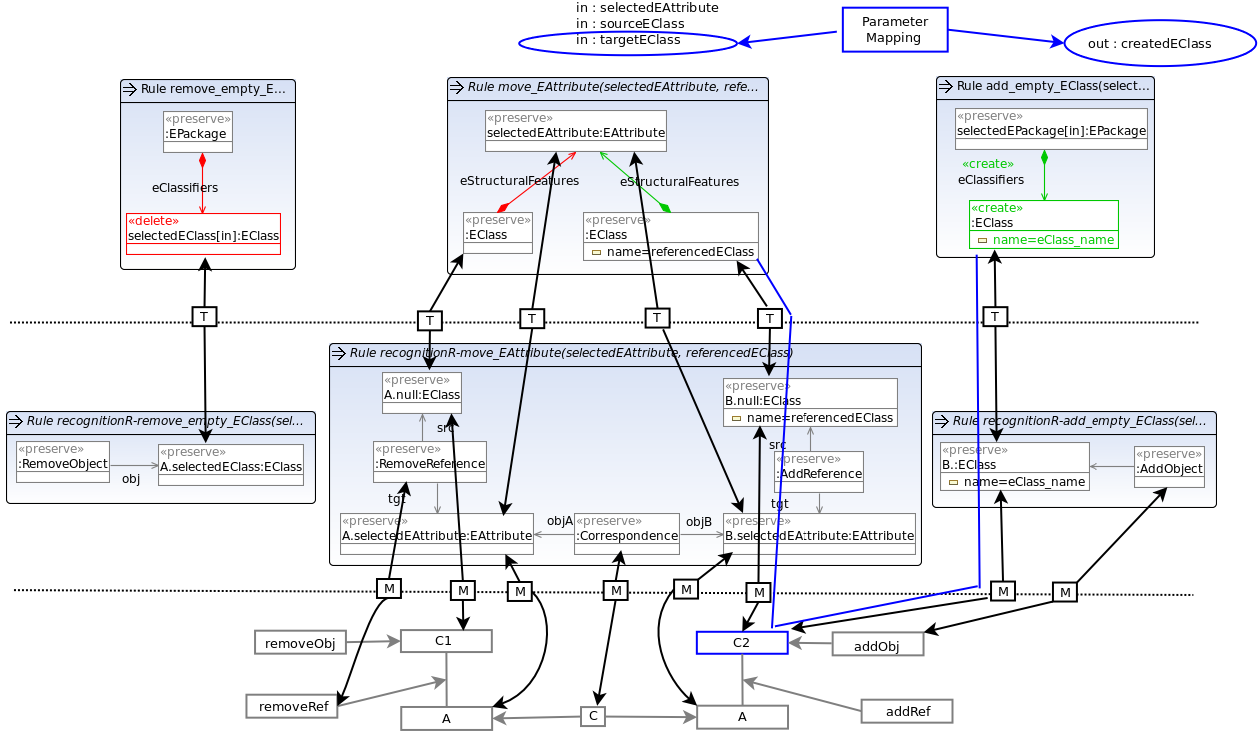 in : selectedEAttribute
in : sourceEClass
in : targetEClass
Parameter
Mapping
out : createdEClass
Rule remove_empty_E...
«preserve»
:EPackage
eClassifiers
«delete»
selectedEClass[in]:EClass
Rule move_EAttribute(selectedEAttribute, refe...
«preserve»
selectedEAttribute:EAttribute
eStructuralFeatures
eStructuralFeatures
«preserve»
:EClass
«preserve»
:EClass
name=referencedEClass
Rule add_empty_EClass(select...
«preserve»
selectedEPackage[in]:EPackage
«create»
eClassifiers
«create»
:EClass
name=eClass_name
T
T
T
T
T
T
Rule recognitionR-remove_empty_EClass(sel...
«preserve»
:RemoveObject
obj
«preserve»
A.selectedEClass:EClass
Rule recognitionR-move_EAttribute(selectedEAttribute, referencedEClass)
«preserve»
A.null:EClass
src
«preserve»
:RemoveReference
tgt
«preserve»
A.selectedEAttribute:EAttribute
objA
«preserve»
:Correspondence
objB
«preserve»
B.null:EClass
name=referencedEClass
src
«preserve»
:AddReference
tgt
«preserve»
B.selectedEAttribute:EAttribute
Rule recognitionR-add_empty_EClass(sel...
«preserve»
B.:EClass
name=eClass_name
«preserve»
:AddObject
M
M
M
M
M
M
M
M
removeObj
C1
C2
addObj
removeRef
A
C
A
addRef